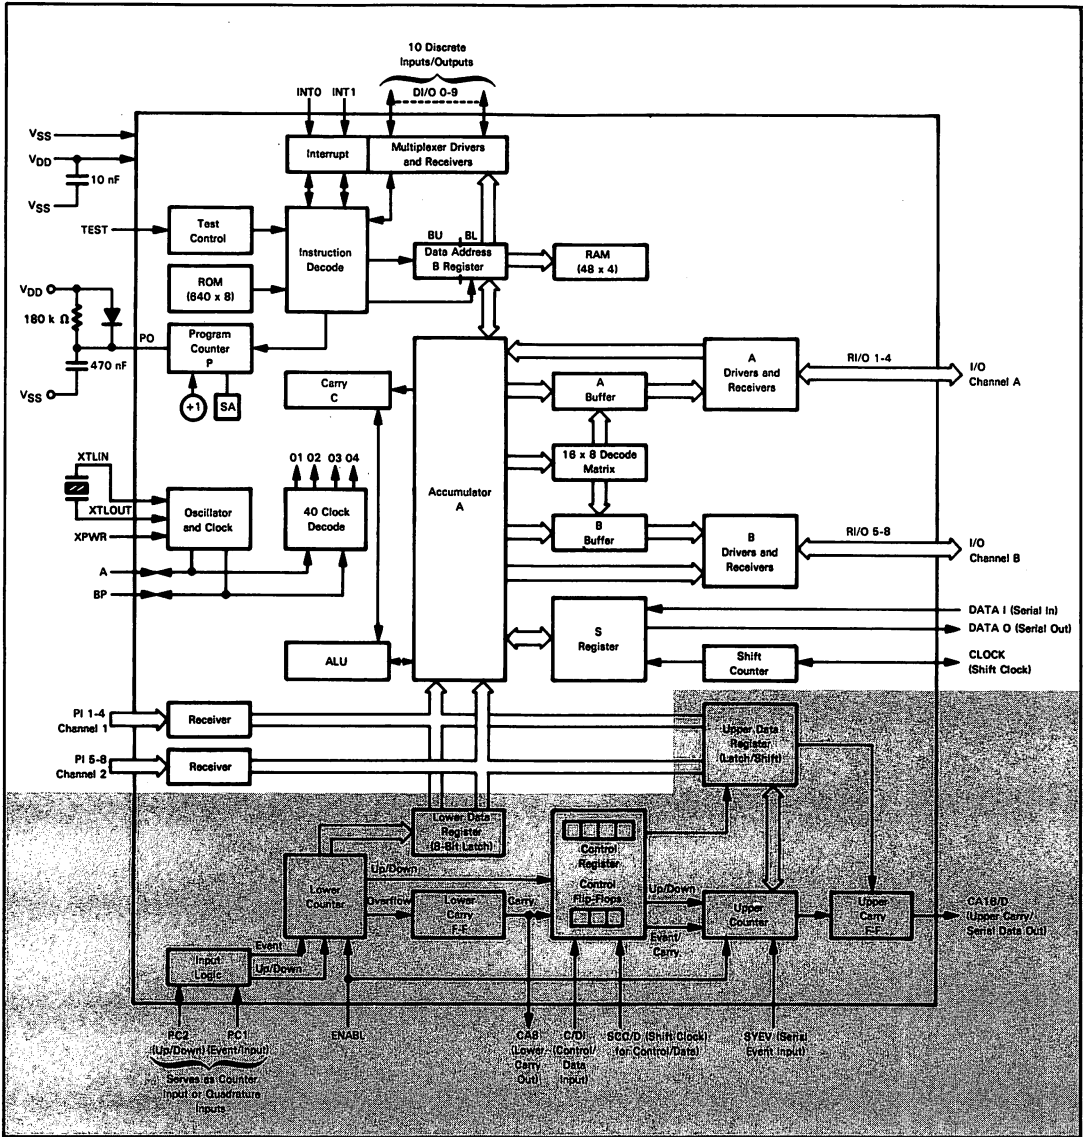 10 Discrete
Inputs/Outputs
DI/O 0-9
INT0
INT1
VSS
VDD
10 nF
VSS
Interrupt
Multiplexer Drivers
and Receivers
TEST
Test
Control
Instruction
Decode
BU
BL
Data Address
B Register
RAM
(48 x 4)
ROM
(640 x 8)
VDD
180 k Ω
PO
470 nF
VSS
Program
Counter
P
+1
SA
Carry
C
A
Drivers and
Receivers
RI/O 1-4
I/O
Channel A
A
Buffer
16 x 8 Decode
Matrix
Accumulator
A
XTLIN
XTLOUT
XPWR
A
BP
Oscillator
and Clock
01 02 03 04
40 Clock
Decode
B
Buffer
B
Drivers and
Receivers
RI/O 5-8
I/O
Channel B
S
Register
DATA I (Serial In)
DATA O (Serial Out)
Shift
Counter
CLOCK
(Shift Clock)
ALU
PI 1-4
Channel 1
Receiver
PI 5-8
Channel 2
Receiver
Upper Data
Register
(Latch/Shift)
Lower Data
Register
(8-Bit Latch)
Control
Register
Control
Flip-Flops
Up/Down
Lower
Counter
Overflow
Lower
Carry
F-F
Carry
Up/Down
Event/
Carry
Upper
Counter
Upper
Carry
F-F
CA16/D
(Upper Carry/
Serial Data Out)
Input
Logic
Event
Up/Down
PC2
(Up/Down)
PC1
(Event/Input)
Serves as Counter
Input or Quadrature
Inputs
ENABL
CA8
(Lower
Carry
Out)
C/DI
(Control/
Data
Input)
SCC/D (Shift Clock)
for Control/Data)
SYEV (Serial
Event Input)